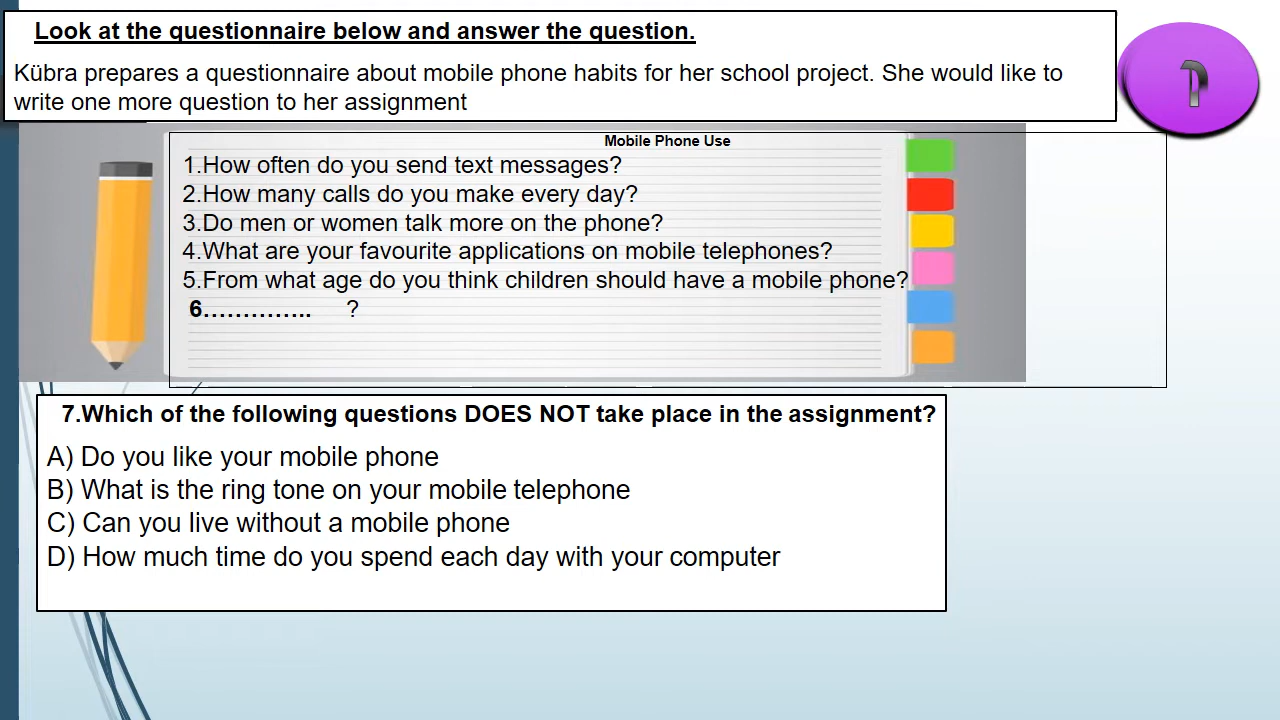 Look at the questionnaire below and answer the question.
Kübra prepares a questionnaire about mobile phone habits for her school project. She would like to
write one more question to her assignment
?
Mobile Phone Use
1.How often do you send text messages?
2.How many calls do you make every day?
3.Do men or women talk more on the phone?
4.What are your favourite applications on mobile telephones?
5.From what age do you think children should have a mobile phone?
6………….. ?
7.Which of the following questions DOES NOT take place in the assignment?
A) Do you like your mobile phone
B) What is the ring tone on your mobile telephone
C) Can you live without a mobile phone
D) How much time do you spend each day with your computer